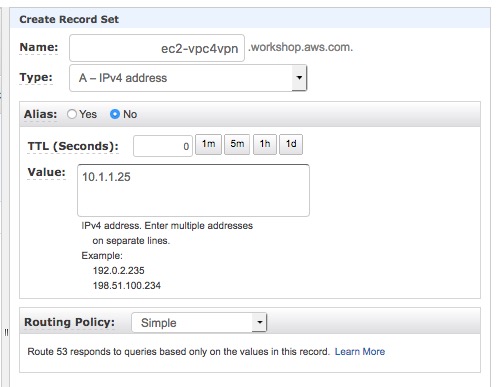 Create Record Set
Name: ec2-vpc4vpn .workshop.aws.com.
Type: A – IPv4 address
Alias: Yes No
TTL (Seconds): 0 1m 5m 1h 1d
Value: 10.1.1.25
IPv4 address. Enter multiple addresses
on separate lines.
Example:
192.0.2.235
198.51.100.234
Routing Policy: Simple
Route 53 responds to queries based only on the values in this record. Learn More